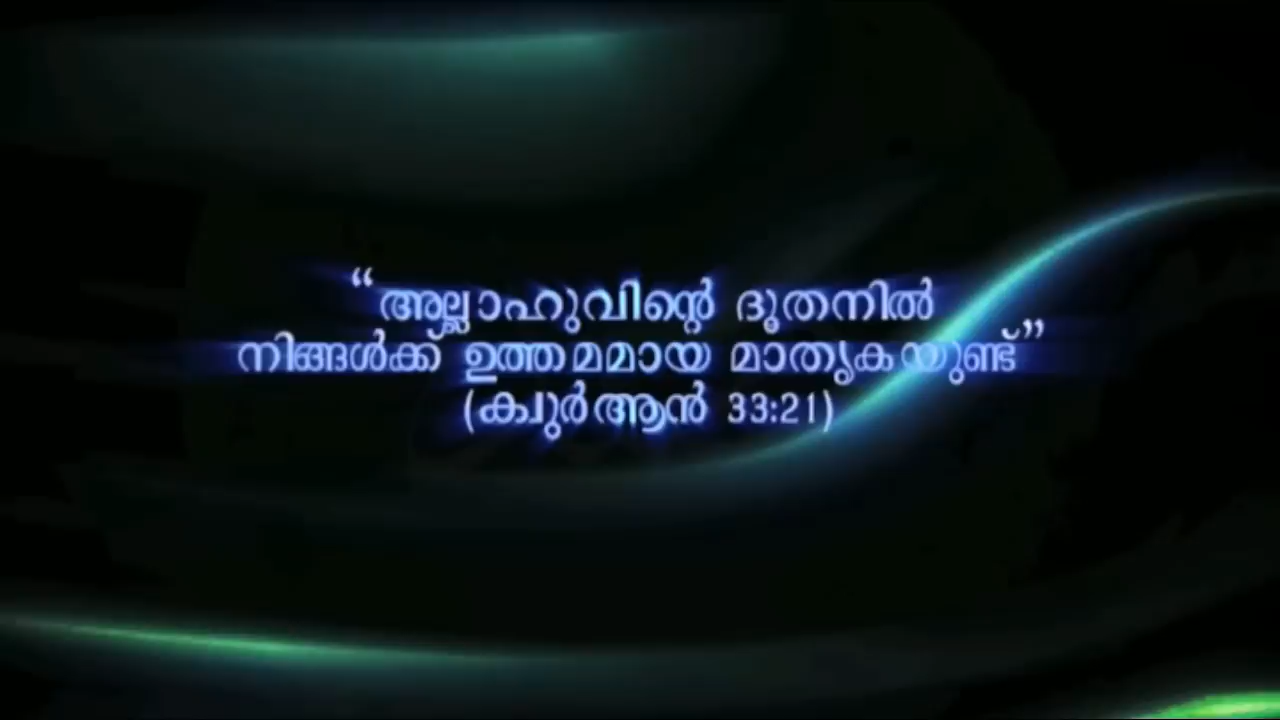 “അല്ലാഹുവിന്റെ ദൂതനിൽ
നിങ്ങൾക്ക് ഉത്തമമായ മാതൃകയുണ്ട്”
(ക്വുർആൻ 33:21)